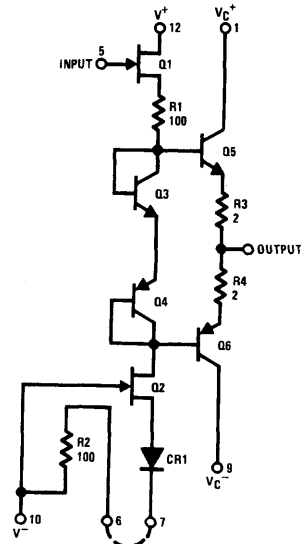 V+ VC+
12 1
5
INPUT Q1
R1
100
Q5
Q3
R3
2
OUTPUT
R4
2
Q4
Q6
Q2
R2
100
CR1
9
VC-
10 6 7
V-